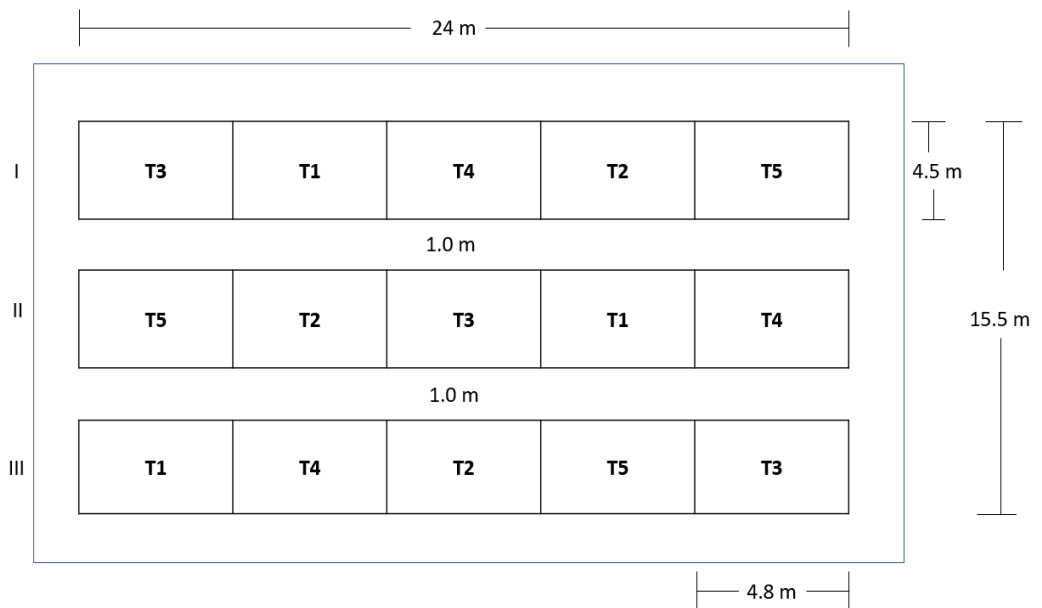 24 m
I
T3 T1 T4 T2 T5
4.5 m
1.0 m
II
T5 T2 T3 T1 T4
15.5 m
1.0 m
III
T1 T4 T2 T5 T3
4.8 m